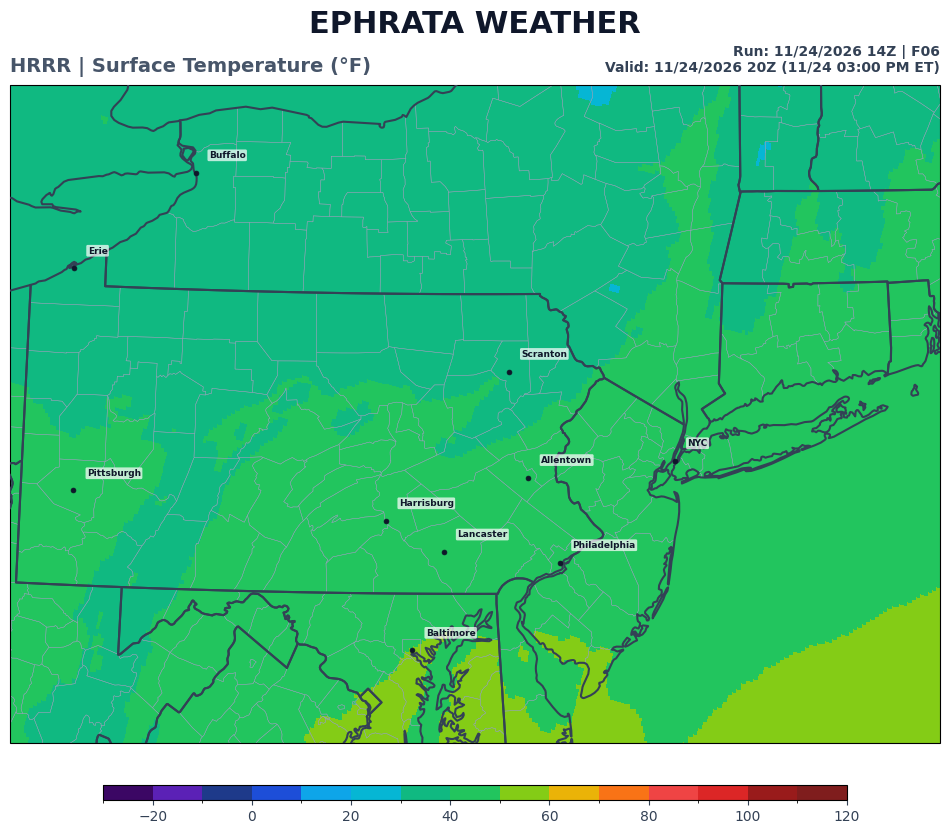 EPHRATA WEATHER
Run: 11/24/2026 14Z | F06
HRRR | Surface Temperature (°F)
Valid: 11/24/2026 20Z (11/24 03:00 PM ET)
Buffalo
Erie
Scranton
NYC
Allentown
Pittsburgh
Harrisburg
Lancaster
Philadelphia
Baltimore
−20 0 20 40 60 80 100 120